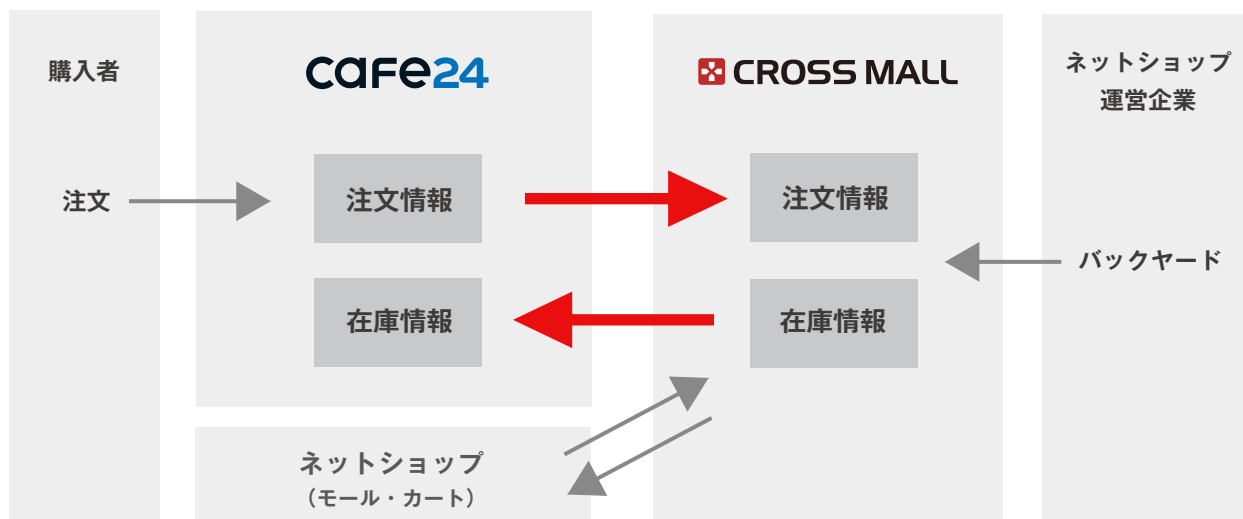 購入者
注文
cafe24
注文情報
在庫情報
ネットショップ
（モール・カート）
CROSS MALL
注文情報
在庫情報
ネットショップ
運営企業
バックヤード